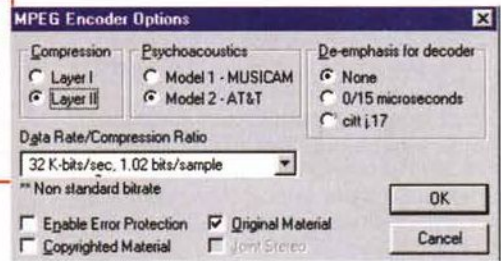 MPEG Encoder Options
Compression
Layer I
Layer II
Psychoacoustics
Model 1 - MUSICAM
Model 2 - AT&T
De-emphasis for decoder
None
0/15 microseconds
citt j.17
Data Rate/Compression Ratio
32 K-bits/sec, 1.02 bits/sample
** Non standard bitrate
Enable Error Protection
Original Material
Copyrighted Material
Joint Stereo
OK
Cancel